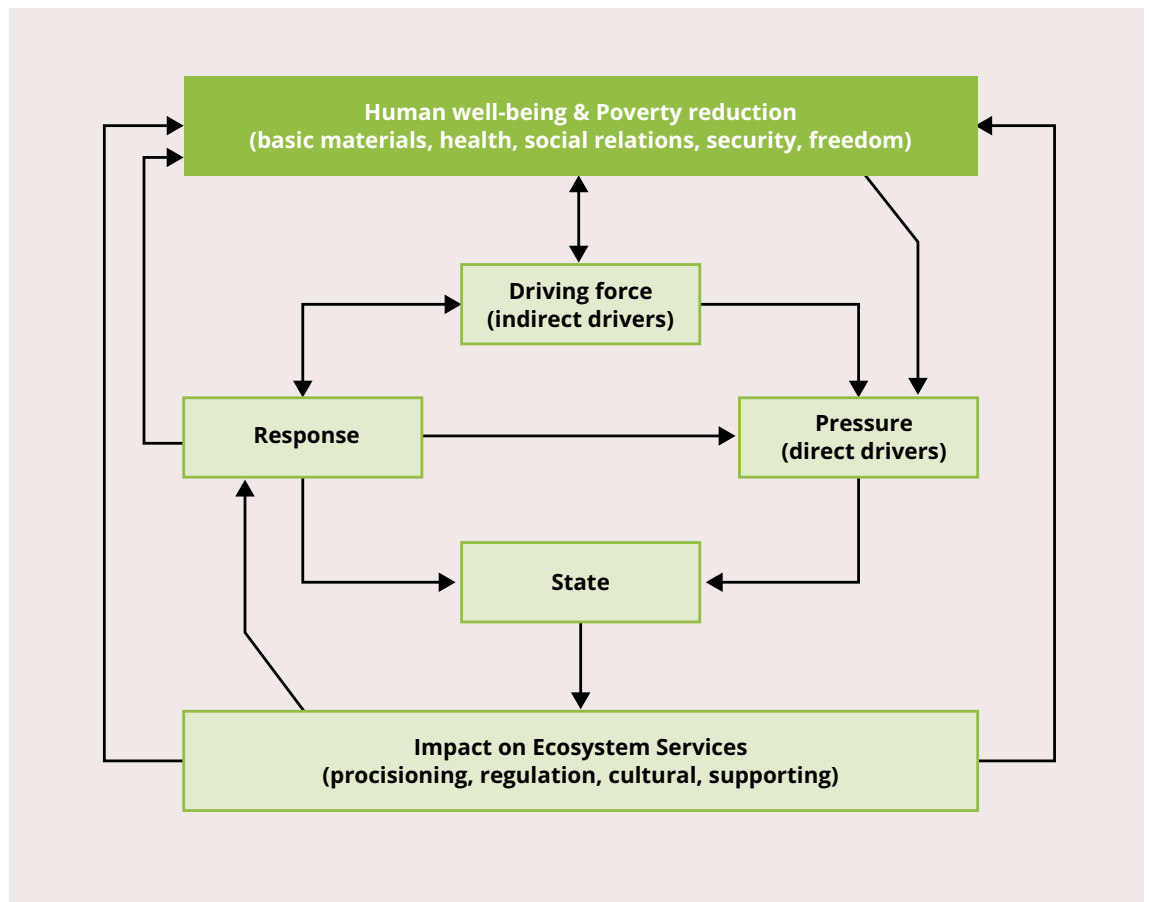 Human well-being & Poverty reduction
(basic materials, health, social relations, security, freedom)
Driving force
(indirect drivers)
Response
Pressure
(direct drivers)
State
Impact on Ecosystem Services
(procisioning, regulation, cultural, supporting)